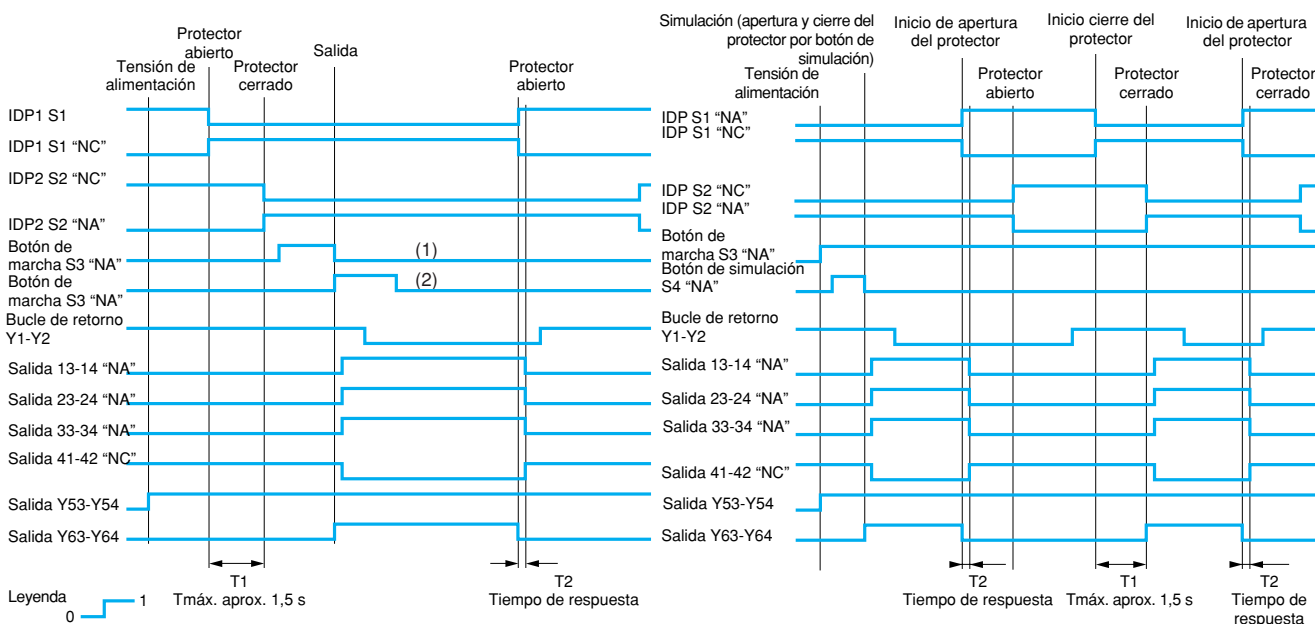 Protector
abierto
Salida
Tensión de
alimentación
Protector
cerrado
Protector
abierto
IDP1 S1
IDP1 S1 “NC”
IDP2 S2 “NC”
IDP2 S2 “NA”
Botón de
marcha S3 “NA”
(1)
Botón de
marcha S3 “NA”
(2)
Bucle de retorno
Y1-Y2
Salida 13-14 “NA”
Salida 23-24 “NA”
Salida 33-34 “NA”
Salida 41-42 “NC”
Salida Y53-Y54
Salida Y63-Y64
T1
Tmáx. aprox. 1,5 s
T2
Tiempo de respuesta
Leyenda
0
1
Simulación (apertura y cierre del
protector por botón de
simulación)
Inicio de apertura
del protector
Inicio cierre del
protector
Inicio de apertura
del protector
Tensión de
alimentación
Protector
abierto
Protector
cerrado
Protector
cerrado
IDP S1 “NA”
IDP S1 “NC”
IDP S2 “NC”
IDP S2 “NA”
Botón de
marcha S3 “NA”
Botón de simulación
S4 “NA”
Bucle de retorno
Y1-Y2
Salida 13-14 “NA”
Salida 23-24 “NA”
Salida 33-34 “NA”
Salida 41-42 “NC”
Salida Y53-Y54
Salida Y63-Y64
T2
Tiempo de respuesta
T1
Tmáx. aprox. 1,5 s
T2
Tiempo de
respuesta